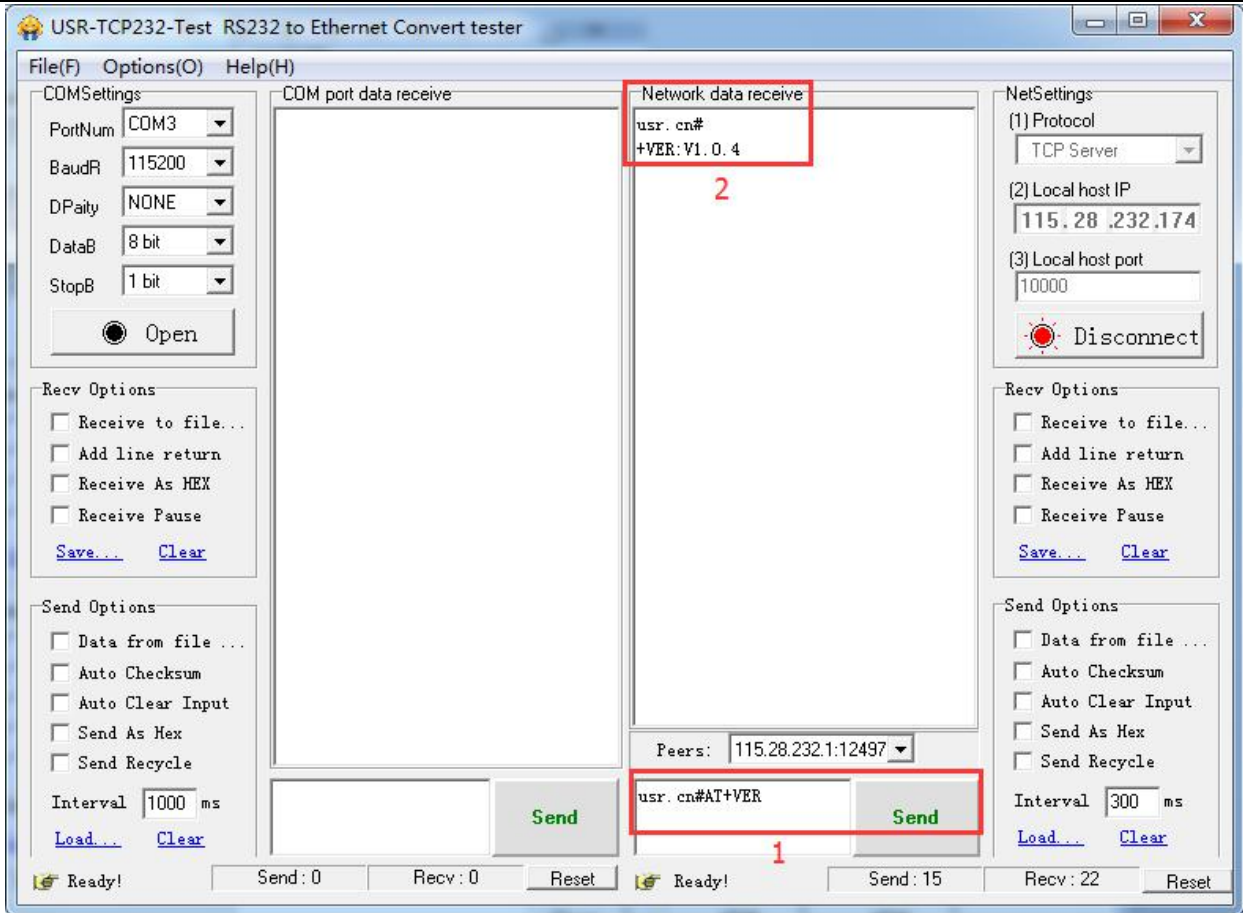 USR-TCP232-Test RS232 to Ethernet Convert tester
File(F) Options(O) Help(H)
COMSettings
PortNum COM3
BaudR 115200
DPaity NONE
DataB 8 bit
StopB 1 bit
Open
Recv Options
Receive to file...
Add line return
Receive As HEX
Receive Pause
Save... Clear
Send Options
Data from file ...
Auto Checksum
Auto Clear Input
Send As Hex
Send Recycle
Interval 1000 ms
Load... Clear
COM port data receive
Send
Network data receive
usr.cn#
+VER:V1.0.4
2
Peers: 115.28.232.1:12497
usr.cn#AT+VER
Send
1
NetSettings
(1) Protocol
TCP Server
(2) Local host IP
115.28.232.174
(3) Local host port
10000
Disconnect
Recv Options
Receive to file...
Add line return
Receive As HEX
Receive Pause
Save... Clear
Send Options
Data from file ...
Auto Checksum
Auto Clear Input
Send As Hex
Send Recycle
Interval 300 ms
Load... Clear
Ready! Send : 0 Recv : 0 Reset
Ready! Send : 15 Recv : 22 Reset